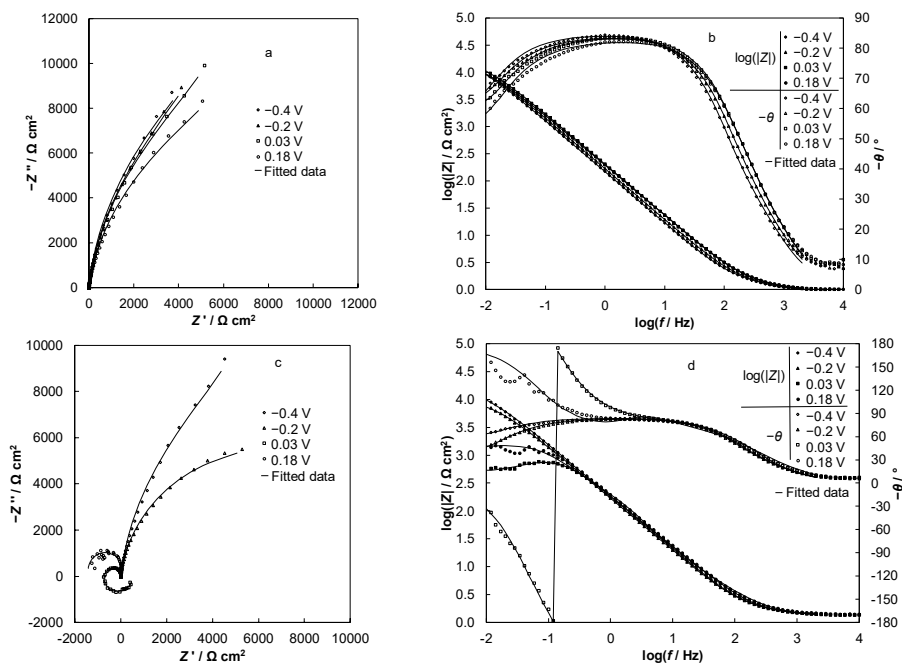 a
12000
10000
8000
6000
4000
2000
0
−Z'' / Ω cm²
0 2000 4000 6000 8000 10000 12000
Z' / Ω cm²
−0.4 V
−0.2 V
0.03 V
0.18 V
Fitted data
b
5.0
4.5
4.0
3.5
3.0
2.5
2.0
1.5
1.0
0.5
0.0
log(|Z| / Ω cm²)
-2 -1 0 1 2 3 4
log(f / Hz)
90
80
70
60
50
40
30
20
10
0
-θ / °
log(|Z|)
−0.4 V
−0.2 V
0.03 V
0.18 V
−θ
−0.4 V
−0.2 V
0.03 V
0.18 V
Fitted data
c
10000
8000
6000
4000
2000
0
-2000
−Z'' / Ω cm²
-2000 0 2000 4000 6000 8000 10000
Z' / Ω cm²
−0.4 V
−0.2 V
0.03 V
0.18 V
Fitted data
d
5.0
4.5
4.0
3.5
3.0
2.5
2.0
1.5
1.0
0.5
0.0
log(|Z| / Ω cm²)
-2 -1 0 1 2 3 4
log(f / Hz)
180
150
120
90
60
30
0
-30
-60
-90
-120
-150
-180
-θ / °
log(|Z|)
−0.4 V
−0.2 V
0.03 V
0.18 V
−θ
−0.4 V
−0.2 V
0.03 V
0.18 V
Fitted data